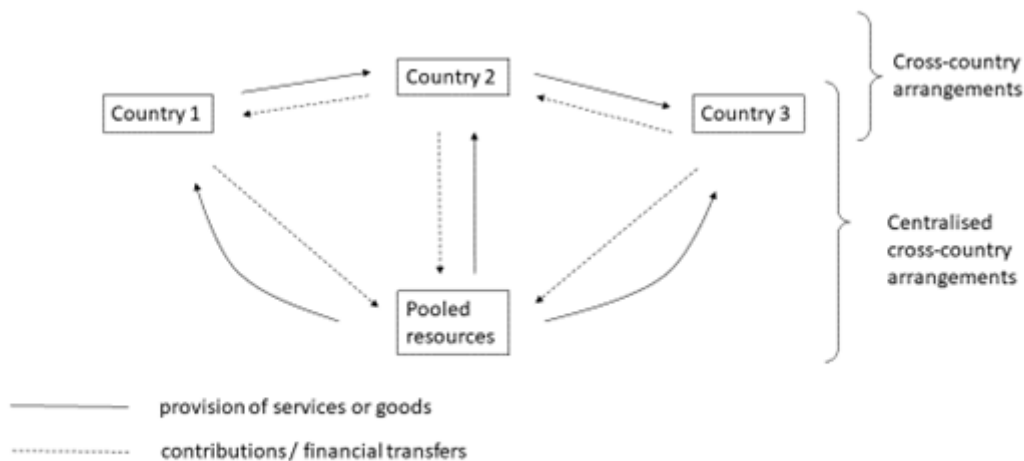 Country 1
Country 2
Country 3
Cross-country
arrangements
Centralised
cross-country
arrangements
Pooled
resources
provision of services or goods
contributions / financial transfers